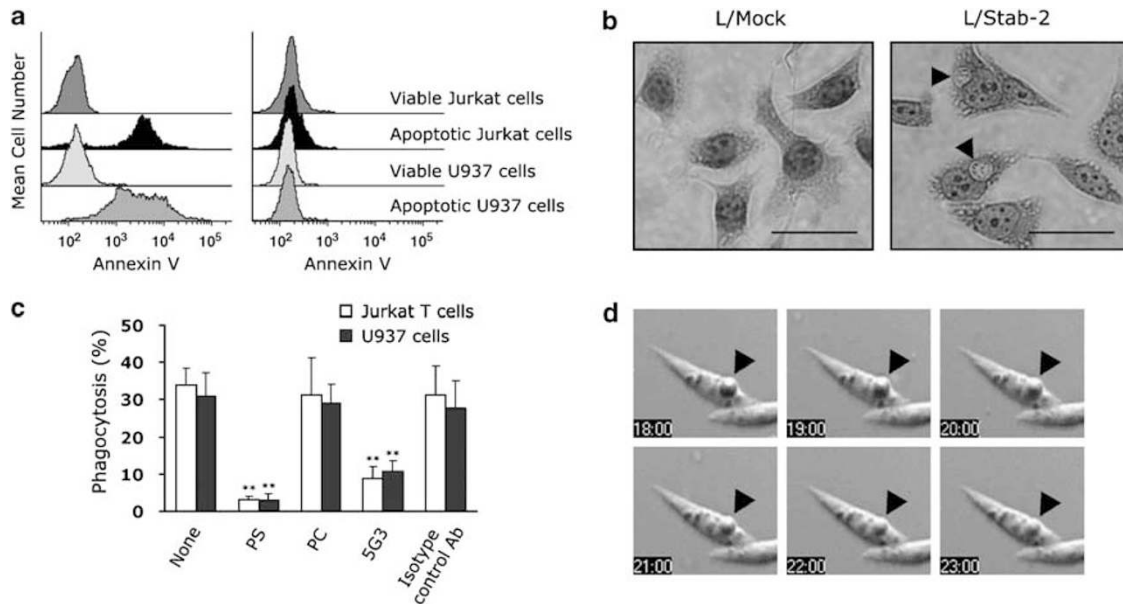 a
Mean Cell Number
Viable Jurkat cells
Apoptotic Jurkat cells
Viable U937 cells
Apoptotic U937 cells
10² 10³ 10⁴ 10⁵
Annexin V
10² 10³ 10⁴ 10⁵
Annexin V
b
L/Mock
L/Stab-2
c
Jurkat T cells
U937 cells
Phagocytosis (%)
50
40
30
20
10
0
** **
** **
None
PS
PC
5G3
Isotype
control Ab
d
18:00
19:00
20:00
21:00
22:00
23:00